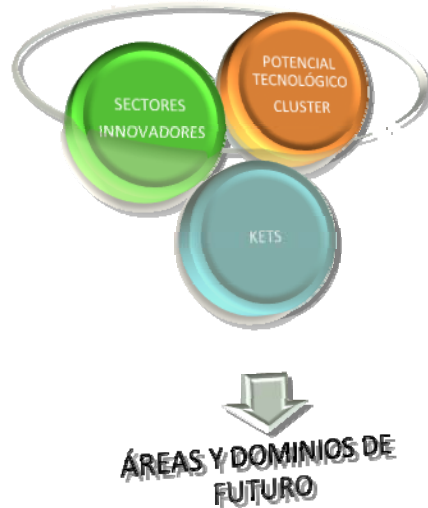 SECTORES
INNOVADORES
POTENCIAL
TECNOLÓGICO
CLUSTER
KETS
ÁREAS Y DOMINIOS DE
FUTURO